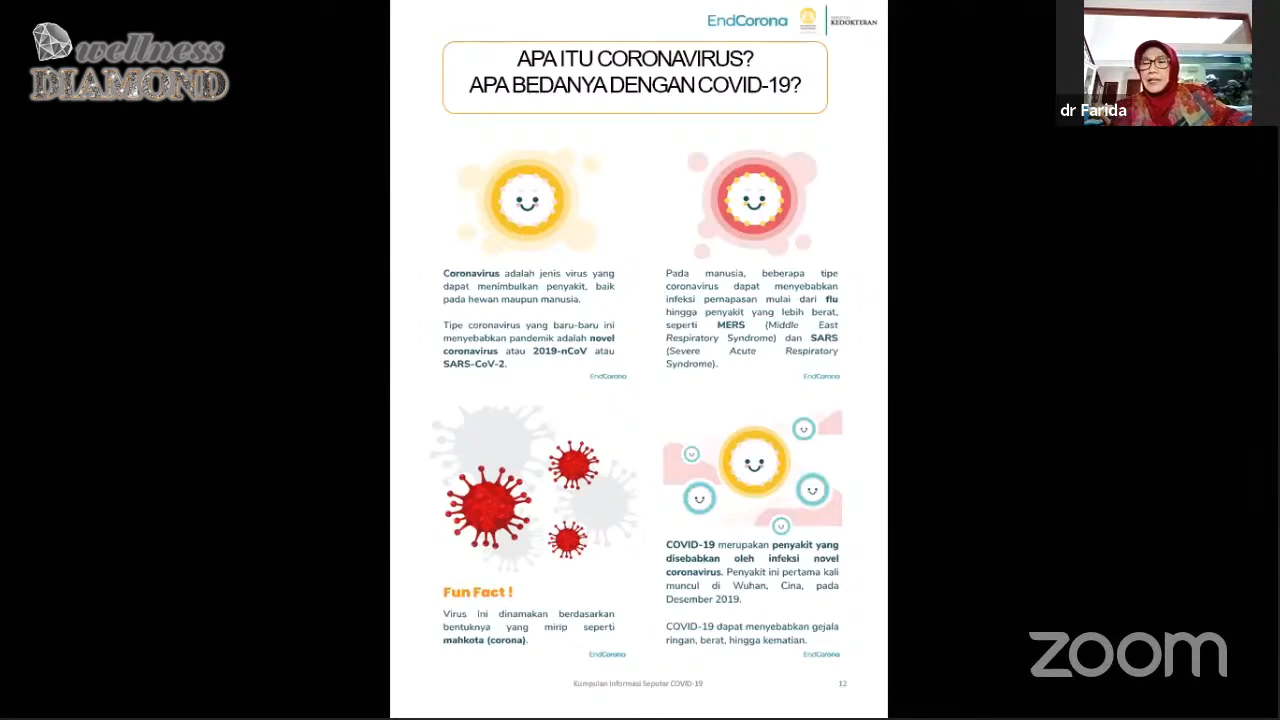 wellness
DIAMOND
EndCorona
KEDOKTERAN
dr Farida
APA ITU CORONAVIRUS?
APA BEDANYA DENGAN COVID-19?
Coronavirus adalah jenis virus yang
dapat menimbulkan penyakit, baik
pada hewan maupun manusia.
Tipe coronavirus yang baru-baru ini
menyebabkan pandemik adalah novel
coronavirus atau 2019-nCoV atau
SARS-CoV-2.
EndCorona
Pada manusia, beberapa tipe
coronavirus dapat menyebabkan
infeksi pernapasan mulai dari flu
hingga penyakit yang lebih berat,
seperti MERS (Middle East
Respiratory Syndrome) dan SARS
(Severe Acute Respiratory
Syndrome).
EndCorona
Fun Fact !
Virus ini dinamakan berdasarkan
bentuknya yang mirip seperti
mahkota (corona).
EndCorona
COVID-19 merupakan penyakit yang
disebabkan oleh infeksi novel
coronavirus. Penyakit ini pertama kali
muncul di Wuhan, Cina, pada
Desember 2019.
COVID-19 dapat menyebabkan gejala
ringan, berat, hingga kematian.
EndCorona
Kumpulan Informasi Seputar COVID-19
12
zoom